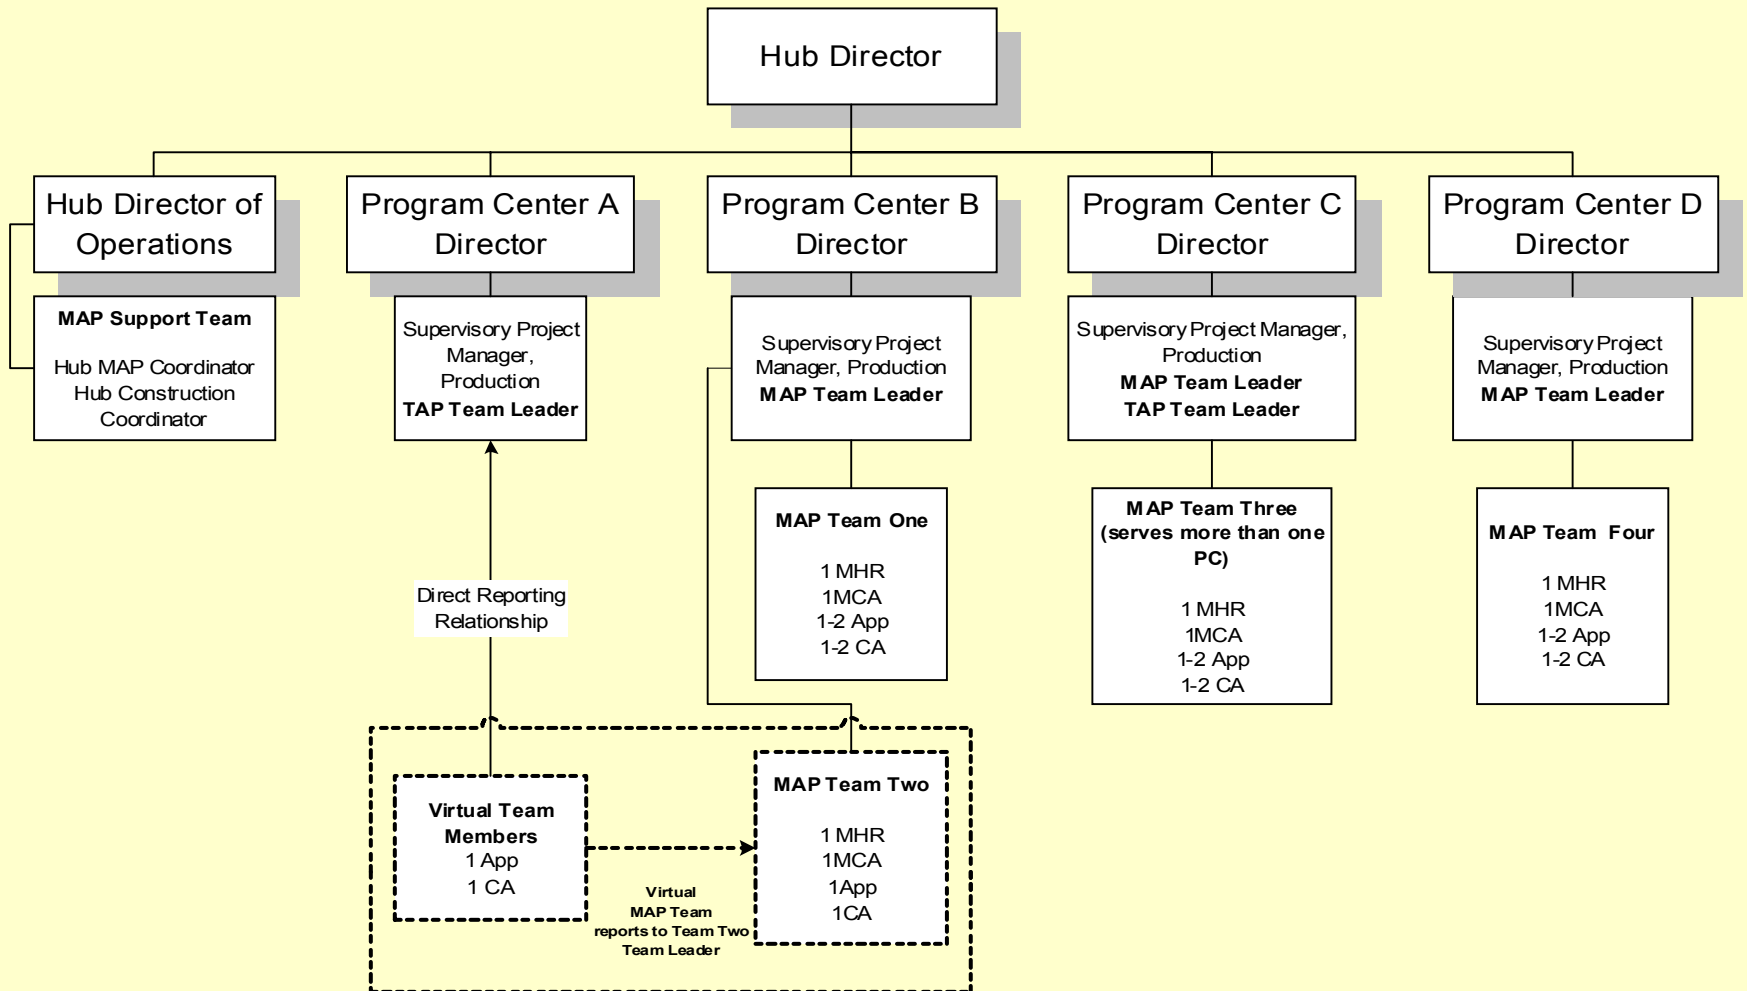 Hub Director
Hub Director of
Operations
Program Center A
Director
Program Center B
Director
Program Center C
Director
Program Center D
Director
MAP Support Team
Hub MAP Coordinator
Hub Construction
Coordinator
Supervisory Project
Manager,
Production
TAP Team Leader
Supervisory Project
Manager, Production
MAP Team Leader
Supervisory Project Manager,
Production
MAP Team Leader
TAP Team Leader
Supervisory Project
Manager, Production
MAP Team Leader
MAP Team One
1 MHR
1MCA
1-2 App
1-2 CA
MAP Team Three
(serves more than one
PC)
1 MHR
1MCA
1-2 App
1-2 CA
MAP Team Four
1 MHR
1MCA
1-2 App
1-2 CA
Direct Reporting
Relationship
Virtual Team
Members
1 App
1 CA
Virtual
MAP Team
reports to Team Two
Team Leader
MAP Team Two
1 MHR
1MCA
1App
1CA